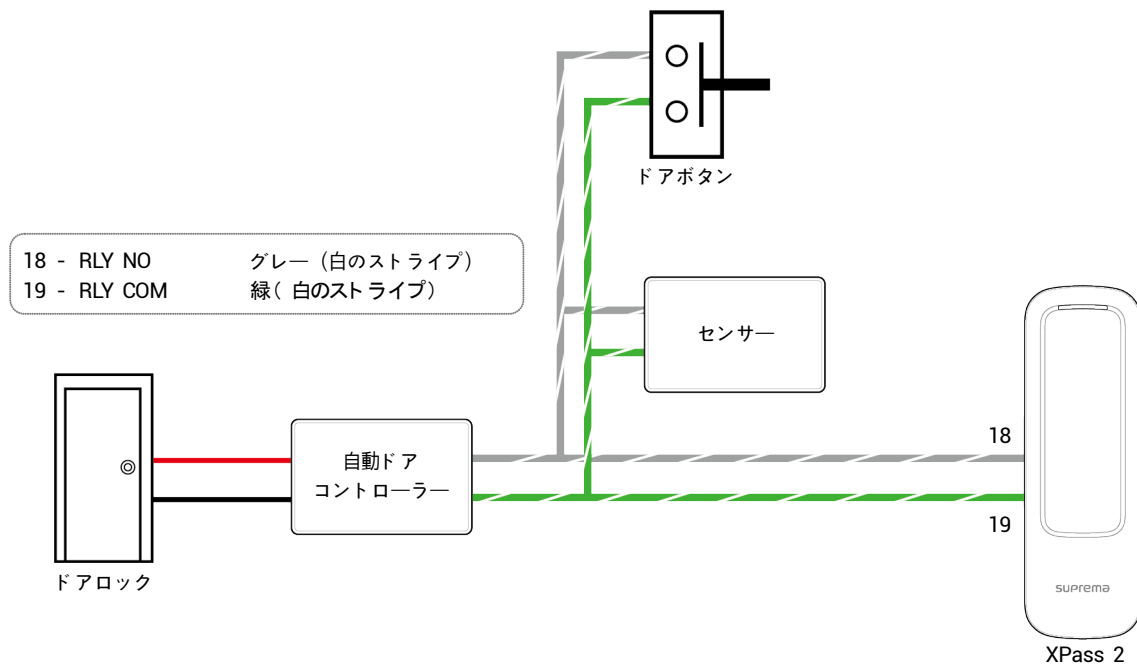 ドアボタン
18 - RLY NO グレー (白のストライプ)
19 - RLY COM 緑( 白のストライプ)
センサー
18
自動ドア
コントローラー
19
ドアロック
suprema
XPass 2